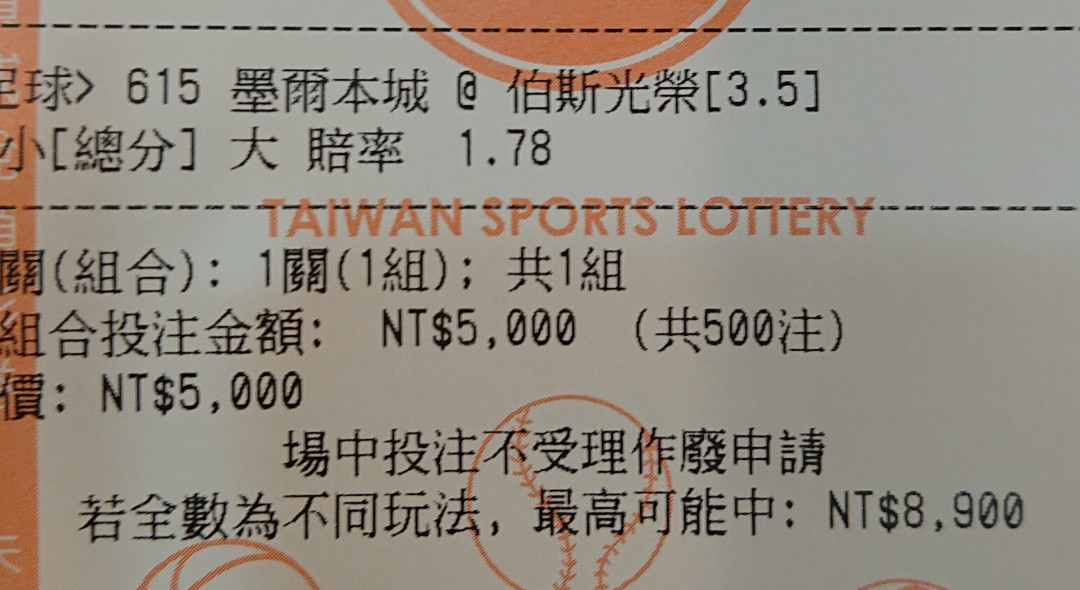 足球> 615 墨爾本城 @ 伯斯光榮[3.5]
小[總分] 大 賠率 1.78
TAIWAN SPORTS LOTTERY
關(組合): 1關(1組); 共1組
組合投注金額: NT$5,000 (共500注)
價: NT$5,000
場中投注不受理作廢申請
若全數為不同玩法, 最高可能中: NT$8,900